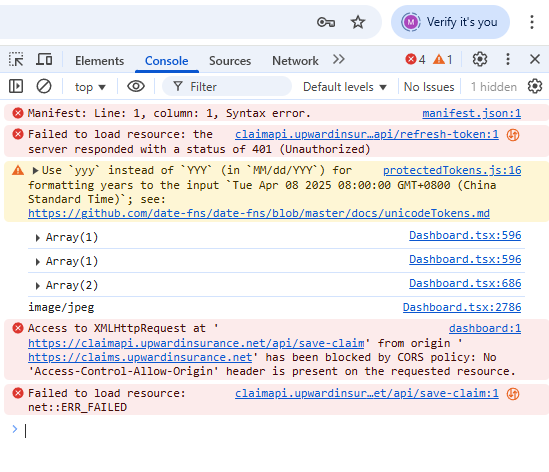 M Verify it's you
Elements Console Sources Network 4 1
top Filter Default levels No Issues 1 hidden
Manifest: Line: 1, column: 1, Syntax error. manifest.json:1
Failed to load resource: the claimapi.upwardinsur…api/refresh-token:1
server responded with a status of 401 (Unauthorized)
Use `yyy` instead of `YYY` (in `MM/dd/YYY`) for protectedTokens.js:16
formatting years to the input `Tue Apr 08 2025 08:00:00 GMT+0800 (China
Standard Time)`; see:
https://github.com/date-fns/date-fns/blob/master/docs/unicodeTokens.md
Array(1) Dashboard.tsx:596
Array(1) Dashboard.tsx:596
Array(2) Dashboard.tsx:686
image/jpeg Dashboard.tsx:2786
Access to XMLHttpRequest at ' dashboard:1
https://claimapi.upwardinsurance.net/api/save-claim' from origin '
https://claims.upwardinsurance.net' has been blocked by CORS policy: No
'Access-Control-Allow-Origin' header is present on the requested resource.
Failed to load resource: claimapi.upwardinsur…et/api/save-claim:1
net::ERR_FAILED